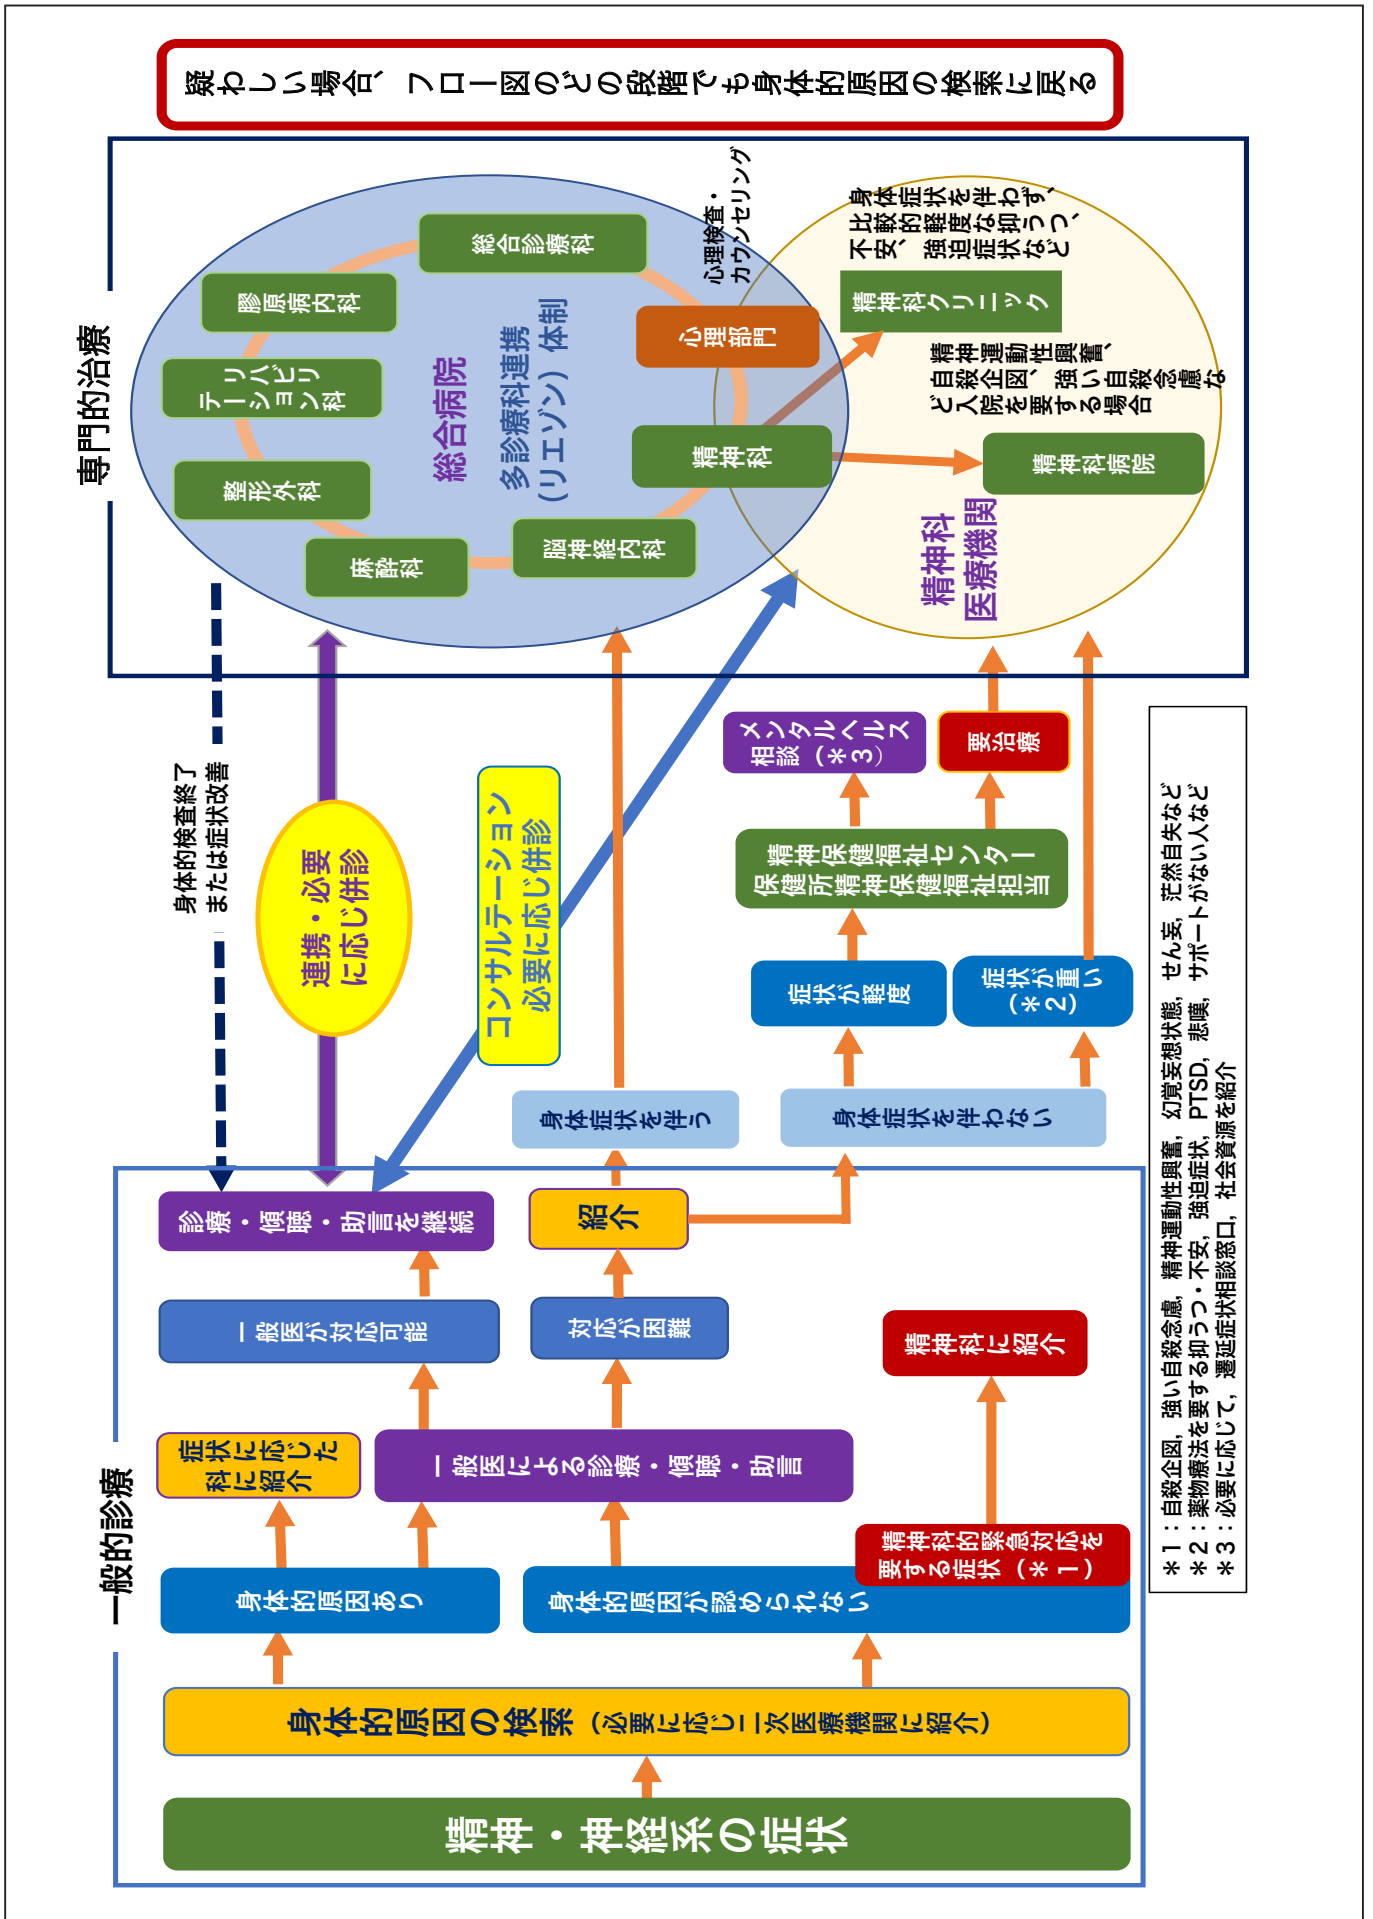 疑わしい場合、フロー図のどの段階でも身体的原因の検索に戻る
一般的診療
専門的治療
精神・神経系の症状
身体的原因の検索（必要に応じ二次医療機関に紹介）
身体的原因あり
身体的原因が認められない
精神科的緊急対応を
要する症状（＊１）
症状に応じた
科に紹介
一般医による診療・傾聴・助言
精神科に紹介
一般医が対応可能
対応が困難
診療・傾聴・助言を継続
紹介
身体症状を伴う
身体症状を伴わない
症状が軽度
症状が重い
（＊２）
精神保健福祉センター
保健所精神保健福祉担当
メンタルヘルス
相談（＊３）
要治療
身体的検査終了
または症状改善
連携・必要
に応じ併診
コンサルテーション
必要に応じ併診
総合病院
多診療科連携
（リエゾン）体制
総合診療科
膠原病内科
リハビリ
テーション科
整形外科
麻酔科
脳神経内科
精神科
心理部門
心理検査・
カウンセリング
精神科
医療機関
精神科クリニック
身体症状を伴わず、
比較的軽度な抑うつ、
不安、強迫症状など
精神科病院
精神運動性興奮、
自殺企図、強い自殺念慮な
ど入院を要する場合
＊１：自殺企図，強い自殺念慮，精神運動性興奮，幻覚妄想状態，せん妄，茫然自失など
＊２：薬物療法を要する抑うつ・不安，強迫症状，PTSD，悲嘆，サポートがない人など
＊３：必要に応じて，遷延症状相談窓口，社会資源を紹介